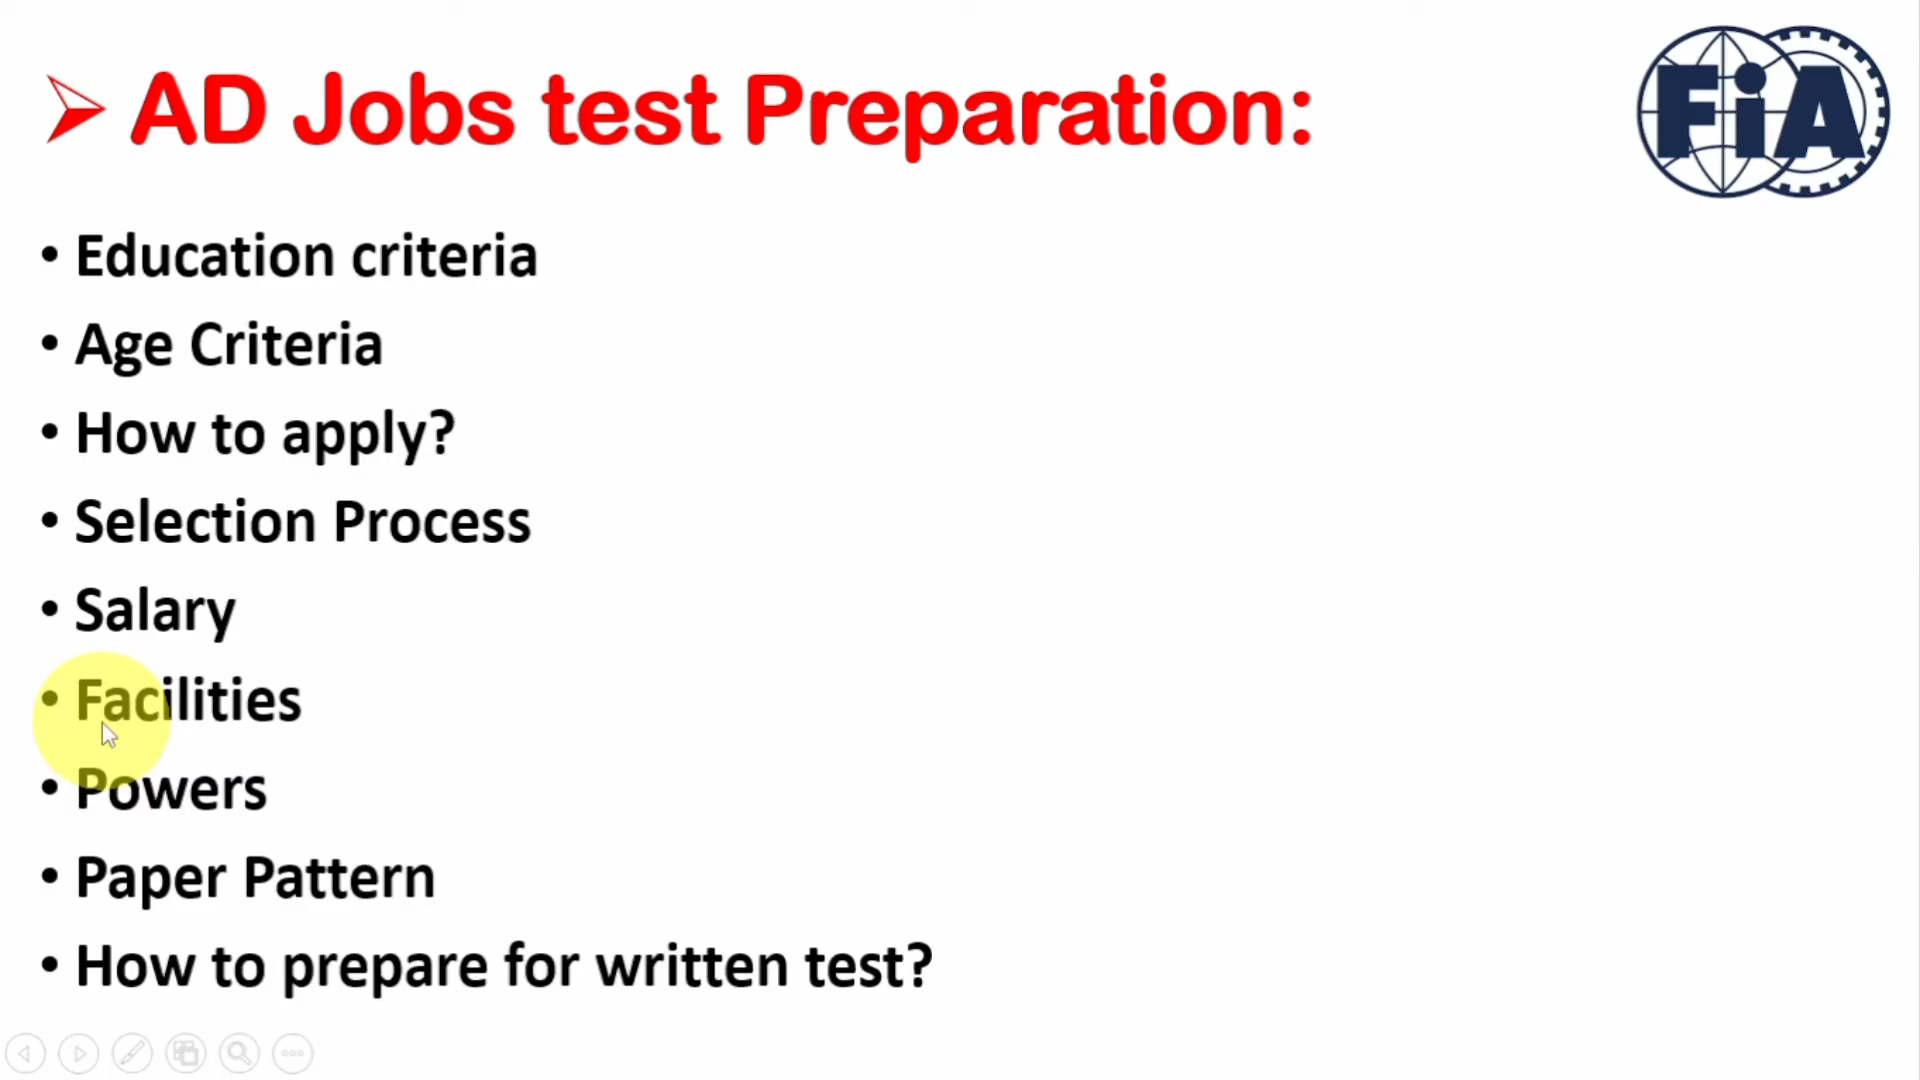 ➢ AD Jobs test Preparation:
FiA
• Education criteria
• Age Criteria
• How to apply?
• Selection Process
• Salary
• Facilities
• Powers
• Paper Pattern
• How to prepare for written test?